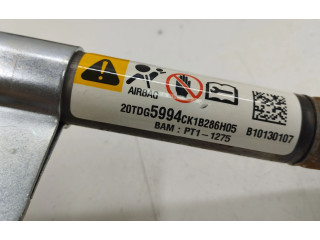 AIRBAG
20TDG5994CK1B286H05
BAM : PT1-1275
B10130107